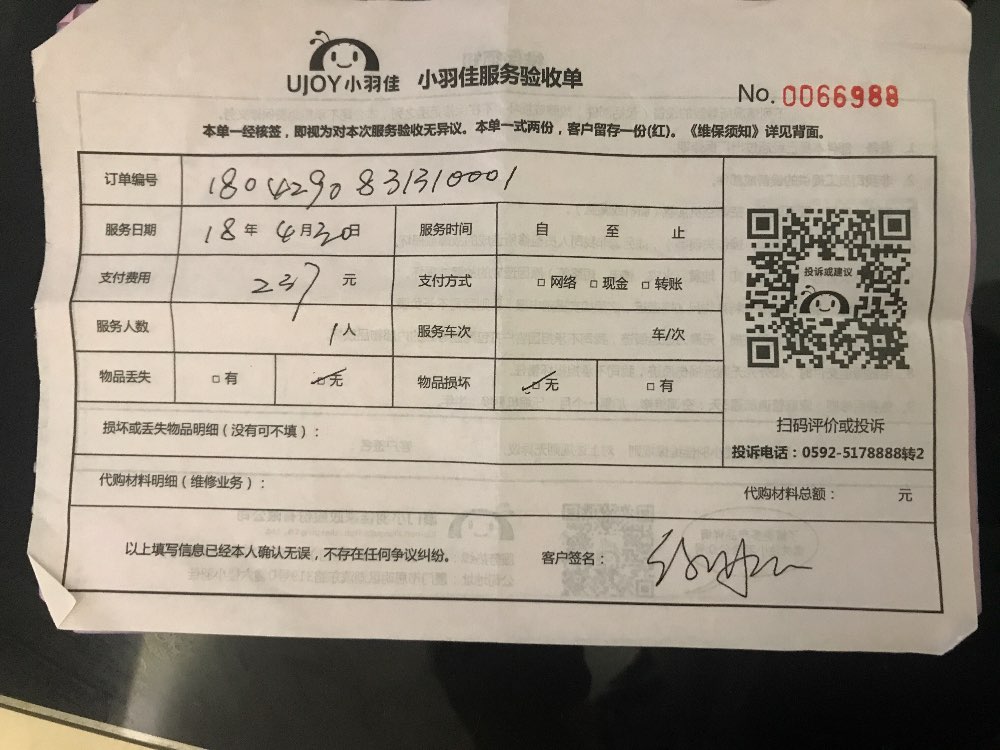 UJOY小羽佳 小羽佳服务验收单
No. 0066988
本单一经核签，即视为对本次服务验收无异议。本单一式两份，客户留存一份(红)。《维保须知》详见背面。
订单编号 1804290831310001
服务日期 18年4月30日 服务时间 自 至 止
支付费用 237元 支付方式 □网络 □现金 □转账
投诉或建议
服务人数 1人 服务车次 车/次
物品丢失 □有 ☑无 物品损坏 ☑无 □有
损坏或丢失物品明细（没有可不填）：
扫码评价或投诉
投诉电话：0592-5178888转2
代购材料明细（维修业务）： 代购材料总额： 元
以上填写信息已经本人确认无误，不存在任何争议纠纷。 客户签名：